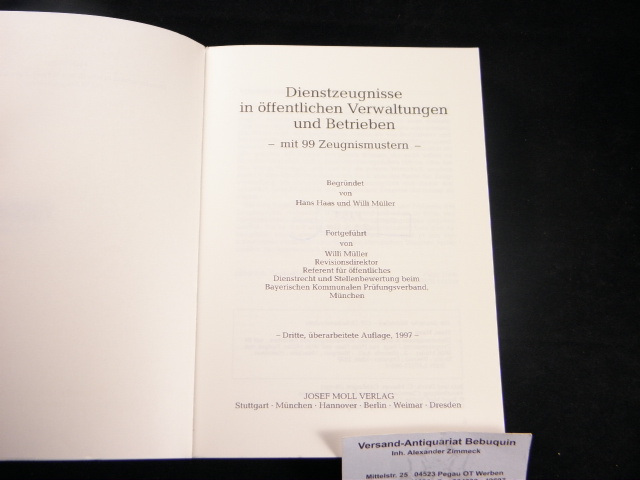 Dienstzeugnisse
in öffentlichen Verwaltungen
und Betrieben
– mit 99 Zeugnismustern –
Begründet
von
Hans Haas und Willi Müller
Fortgeführt
von
Willi Müller
Revisionsdirektor
Referent für öffentliches
Dienstrecht und Stellenbewertung beim
Bayerischen Kommunalen Prüfungsverband,
München
– Dritte, überarbeitete Auflage, 1997 –
JOSEF MOLL VERLAG
Stuttgart · München · Hannover · Berlin · Weimar · Dresden
Versand-Antiquariat Bebuquin
Inh. Alexander Zimmeck
Mittelstr. 25 04523 Pegau OT Werben